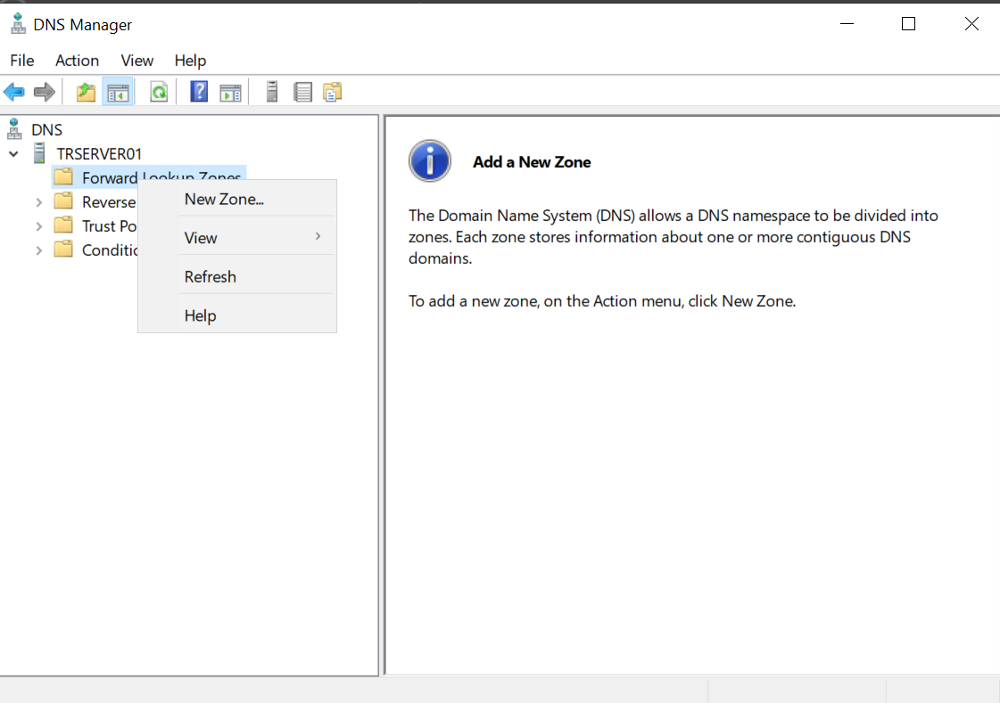 DNS Manager
File Action View Help
DNS
TRSERVER01
Forward Lookup Zones
Reverse
Trust Po
Conditic
New Zone...
View
Refresh
Help
Add a New Zone
The Domain Name System (DNS) allows a DNS namespace to be divided into
zones. Each zone stores information about one or more contiguous DNS
domains.
To add a new zone, on the Action menu, click New Zone.